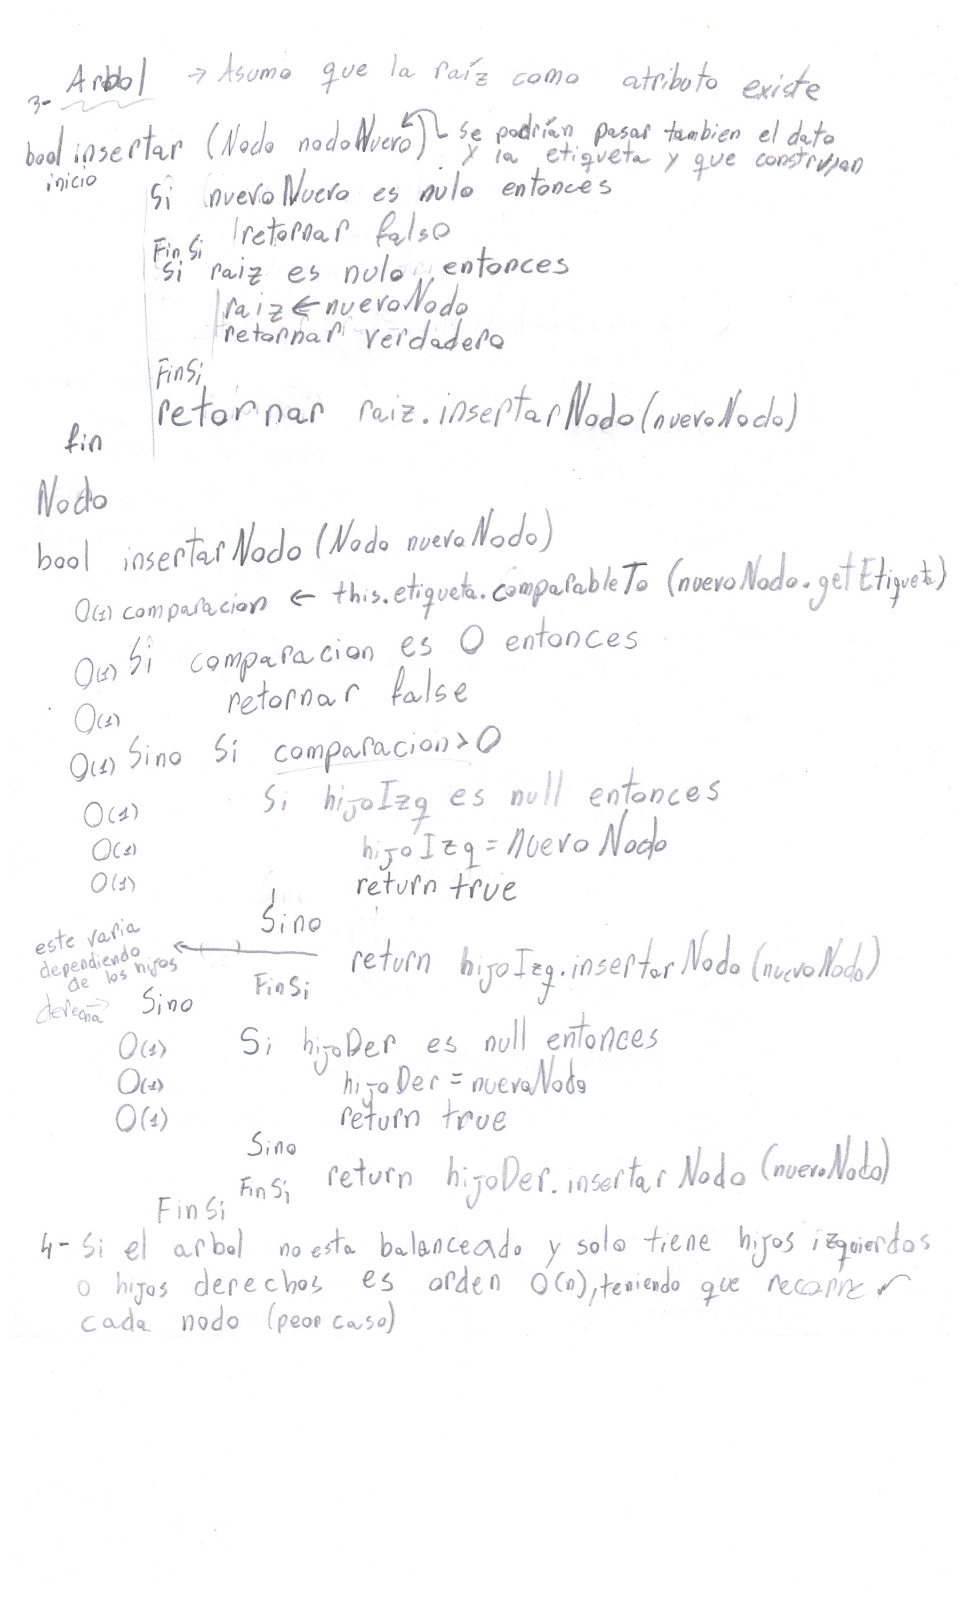 3- Arbol → Asumo que la raíz como atributo existe
bool insertar (Nodo nodoNuevo) se podrían pasar tambien el dato
y la etiqueta y que construyan
inicio
Si nuevoNuevo es nulo entonces
retornar falso
Fin Si
Si raiz es nulo entonces
raiz ← nuevoNodo
retornar verdadero
FinSi
retornar raiz.insertarNodo(nuevoNodo)
fin
Nodo
bool insertarNodo (Nodo nuevoNodo)
O(1) comparacion ← this.etiqueta.comparableTo (nuevoNodo.getEtiqueta)
O(1) Si comparacion es 0 entonces
O(1) retornar false
O(1) Sino Si comparacion > 0
O(1) Si hijoIzq es null entonces
O(1) hijoIzq = nuevoNodo
O(1) return true
Sino
este varia dependiendo de los hijos return hijoIzq.insertarNodo (nuevoNodo)
FinSi
derecha → Sino
O(1) Si hijoDer es null entonces
O(1) hijoDer = nuevoNodo
O(1) return true
Sino
return hijoDer.insertarNodo (nuevoNodo)
FinSi
FinSi
4- Si el arbol no esta balanceado y solo tiene hijos izquierdos
o hijos derechos es orden O(n), teniendo que recorrer
cada nodo (peor caso)